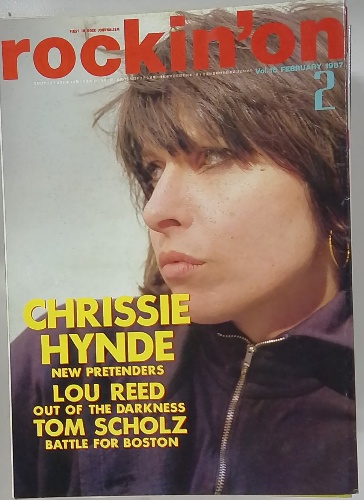 rockin'on
Vol.16 FEBRUARY 1987
2
CHRISSIE
HYNDE
NEW PRETENDERS
LOU REED
OUT OF THE DARKNESS
TOM SCHOLZ
BATTLE FOR BOSTON